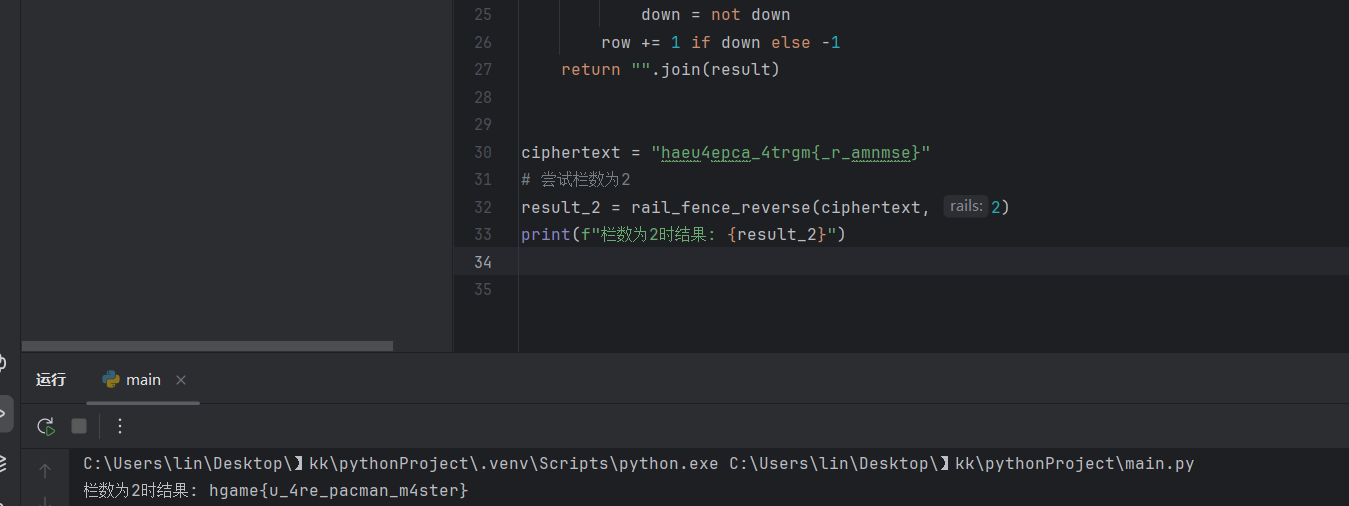 25 down = not down
26 row += 1 if down else -1
27 return "".join(result)
28
29
30 ciphertext = "haeu4epca_4trgm{_r_amnmse}"
31 # 尝试栏数为2
32 result_2 = rail_fence_reverse(ciphertext, rails: 2)
33 print(f"栏数为2时结果: {result_2}")
34
35
运行 main
C:\Users\lin\Desktop\】kk\pythonProject\.venv\Scripts\python.exe C:\Users\lin\Desktop\】kk\pythonProject\main.py
栏数为2时结果: hgame{u_4re_pacman_m4ster}